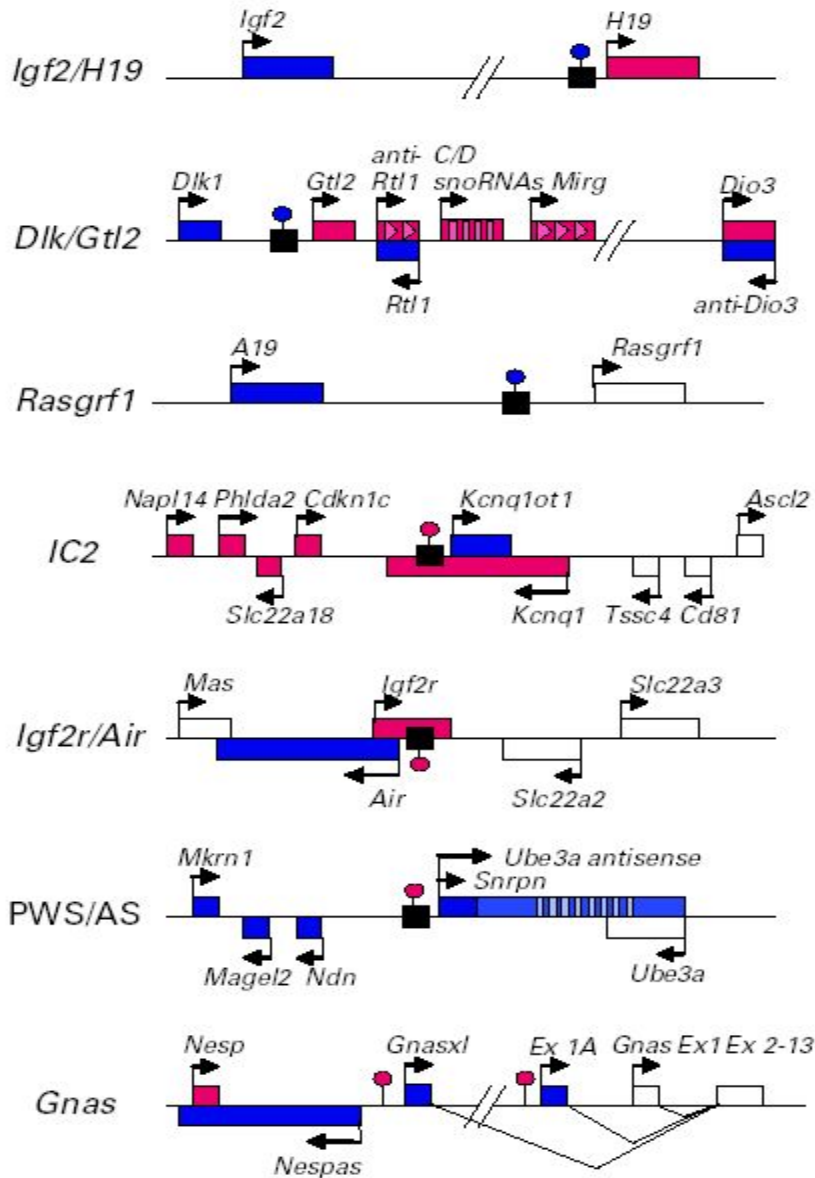 Igf2 H19
Igf2/H19
anti- C/D
Dlk1 Gtl2 Rtl1 snoRNAs Mirg Dio3
Dlk/Gtl2
Rtl1 anti-Dio3
A19 Rasgrf1
Rasgrf1
Napl14 Phlda2 Cdkn1c Kcnq1ot1 Ascl2
IC2
Slc22a18 Kcnq1 Tssc4 Cd81
Mas Igf2r Slc22a3
Igf2r/Air
Air Slc22a2
Mkrn1 Ube3a antisense
Snrpn
PWS/AS
Magel2 Ndn Ube3a
Nesp Gnasxl Ex 1A Gnas Ex1 Ex 2-13
Gnas
Nespas